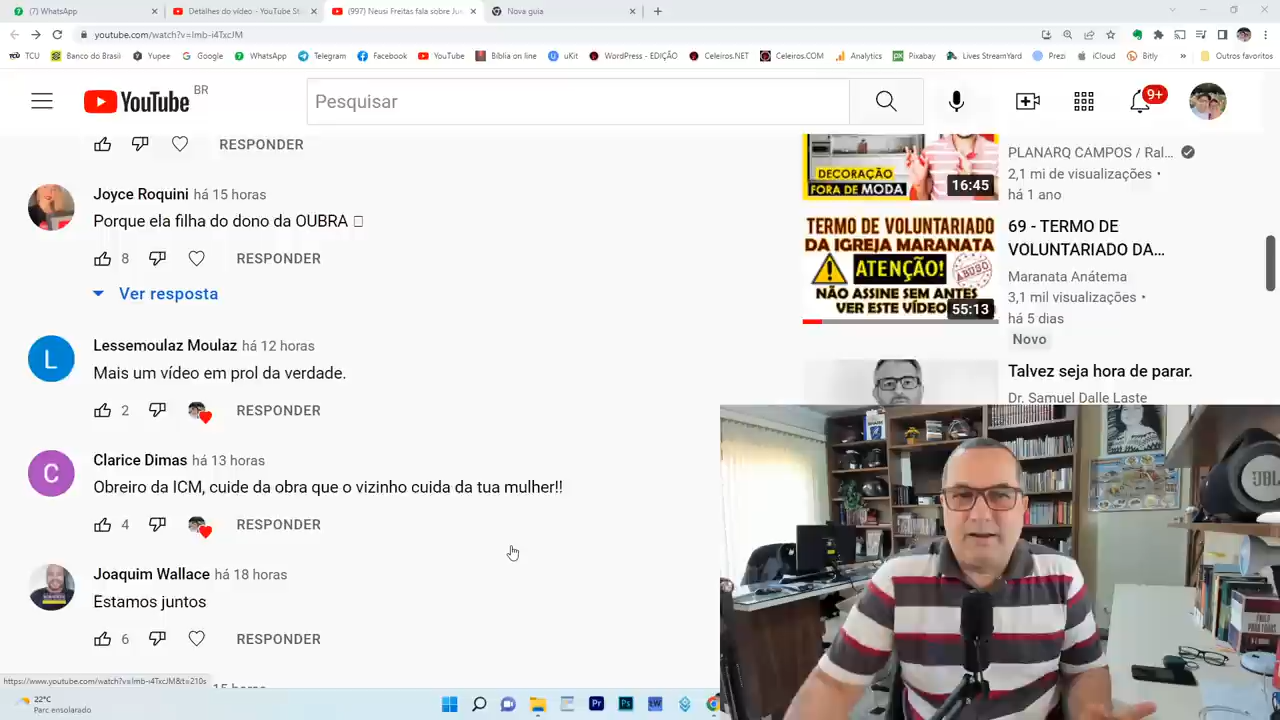 (7) WhatsApp
Detalhes do vídeo - YouTube St
(997) Neusi Freitas fala sobre Ju
Nova guia
youtube.com/watch?v=Imb-i4TxcJM
TCU
Banco do Brasil
Yupee
Google
WhatsApp
Telegram
Facebook
YouTube
Bíblia on line
uKit
WordPress - EDIÇÃO
Celeiros.NET
Celeiros.COM
Analytics
Pixabay
Lives StreamYard
Prezi
iCloud
Bitly
»
Outros favoritos
YouTube BR
Pesquisar
9+
RESPONDER
Joyce Roquini há 15 horas
Porque ela filha do dono da OUBRA
8 RESPONDER
Ver resposta
L
Lessemoulaz Moulaz há 12 horas
Mais um vídeo em prol da verdade.
2 RESPONDER
C
Clarice Dimas há 13 horas
Obreiro da ICM, cuide da obra que o vizinho cuida da tua mulher!!
4 RESPONDER
Joaquim Wallace há 18 horas
Estamos juntos
6 RESPONDER
15 horas
https://www.youtube.com/watch?v=Imb-i4TxcJM&t=210s
DECORAÇÃO
FORA DE MODA
16:45
PLANARQ CAMPOS / Ral...
2,1 mi de visualizações •
há 1 ano
TERMO DE VOLUNTARIADO
DA IGREJA MARANATA
ATENÇÃO!
ABUSO
NÃO ASSINE SEM ANTES
VER ESTE VÍDEO
55:13
69 - TERMO DE
VOLUNTARIADO DA...
Maranata Anátema
3,1 mil visualizações •
há 5 dias
Novo
Talvez seja hora de parar.
Dr. Samuel Dalle Laste
JBL
22°C
Parc ensolarado
Pr
Ps